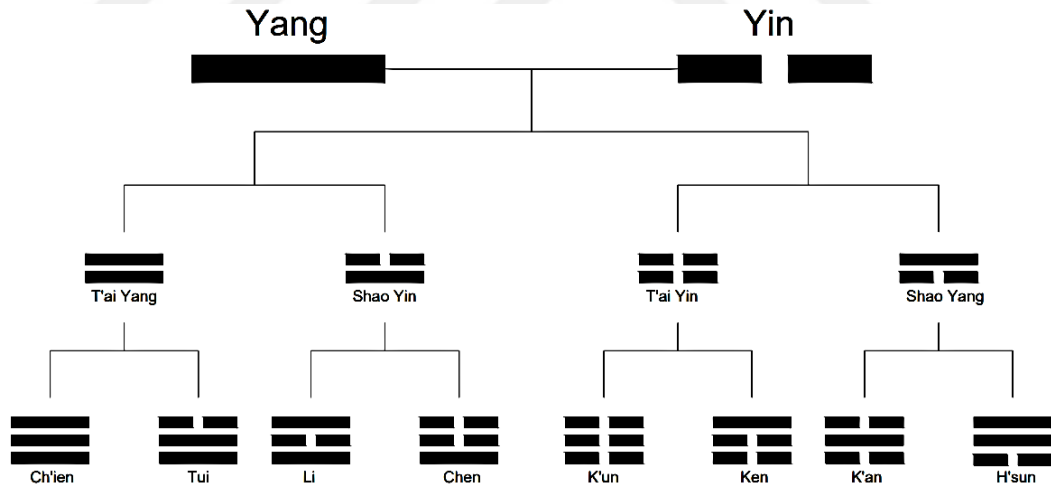 Yang
Yin
T'ai Yang
Shao Yin
T'ai Yin
Shao Yang
Ch'ien
Tui
Li
Chen
K'un
Ken
K'an
H'sun